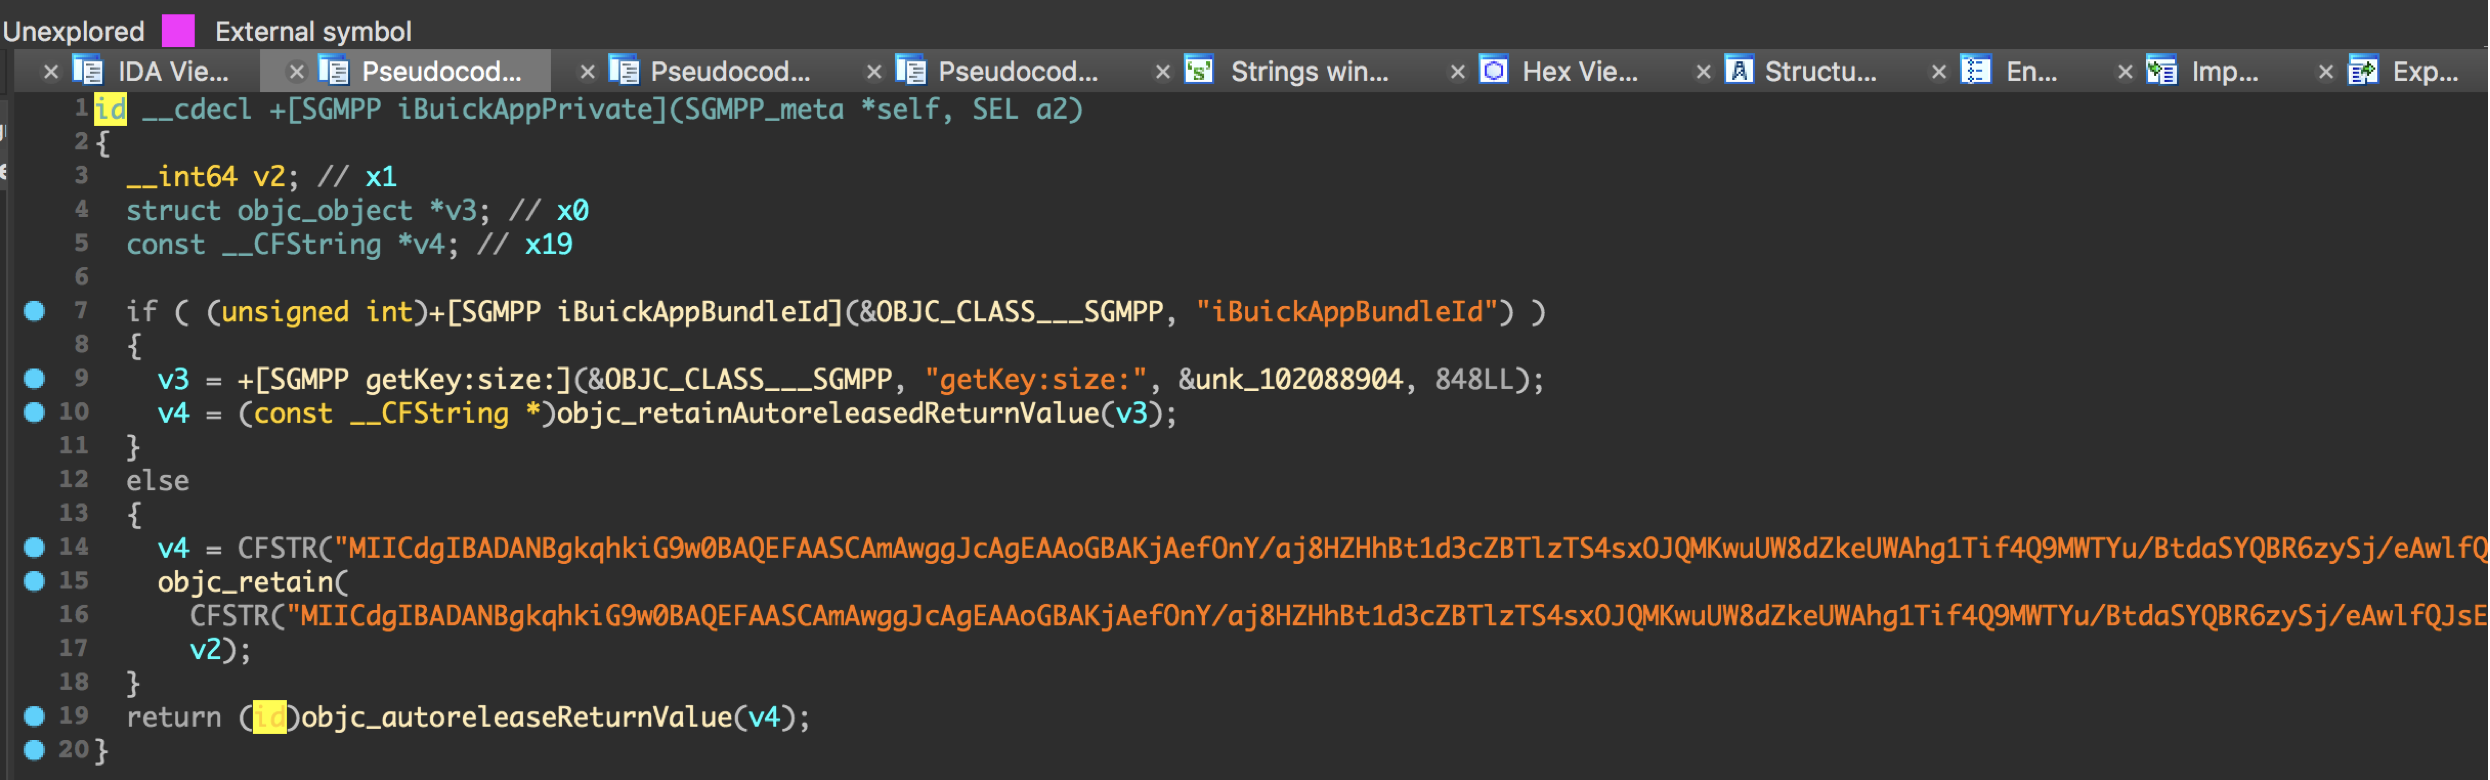 Unexplored External symbol
IDA Vie... Pseudocod... Pseudocod... Pseudocod... Strings win... Hex Vie... Structu... En... Imp... Exp...
1 id __cdecl +[SGMPP iBuickAppPrivate](SGMPP_meta *self, SEL a2)
2 {
3 __int64 v2; // x1
4 struct objc_object *v3; // x0
5 const __CFString *v4; // x19
6
7 if ( (unsigned int)+[SGMPP iBuickAppBundleId](&OBJC_CLASS___SGMPP, "iBuickAppBundleId") )
8 {
9 v3 = +[SGMPP getKey:size:](&OBJC_CLASS___SGMPP, "getKey:size:", &unk_102088904, 848LL);
10 v4 = (const __CFString *)objc_retainAutoreleasedReturnValue(v3);
11 }
12 else
13 {
14 v4 = CFSTR("MIICdgIBADANBgkqhkiG9w0BAQEFAASCAmAwggJcAgEAAoGBAKjAefOnY/aj8HZHhBt1d3cZBTlzTS4sxOJQMKwuUW8dZkeUWAhg1Tif4Q9MWTYu/BtdaSYQBR6zySj/eAwlfQ
15 objc_retain(
16 CFSTR("MIICdgIBADANBgkqhkiG9w0BAQEFAASCAmAwggJcAgEAAoGBAKjAefOnY/aj8HZHhBt1d3cZBTlzTS4sxOJQMKwuUW8dZkeUWAhg1Tif4Q9MWTYu/BtdaSYQBR6zySj/eAwlfQJsE
17 v2);
18 }
19 return (id)objc_autoreleaseReturnValue(v4);
20 }